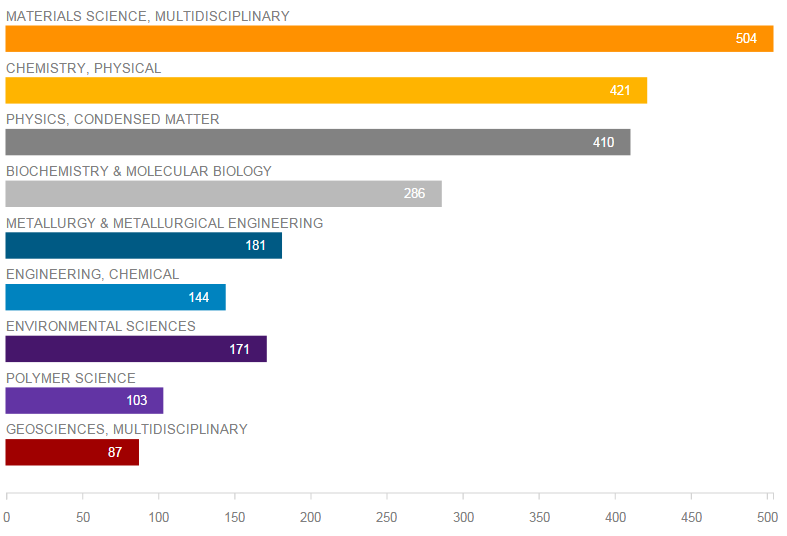 MATERIALS SCIENCE, MULTIDISCIPLINARY
504
CHEMISTRY, PHYSICAL
421
PHYSICS, CONDENSED MATTER
410
BIOCHEMISTRY & MOLECULAR BIOLOGY
286
METALLURGY & METALLURGICAL ENGINEERING
181
ENGINEERING, CHEMICAL
144
ENVIRONMENTAL SCIENCES
171
POLYMER SCIENCE
103
GEOSCIENCES, MULTIDISCIPLINARY
87
0 50 100 150 200 250 300 350 400 450 500